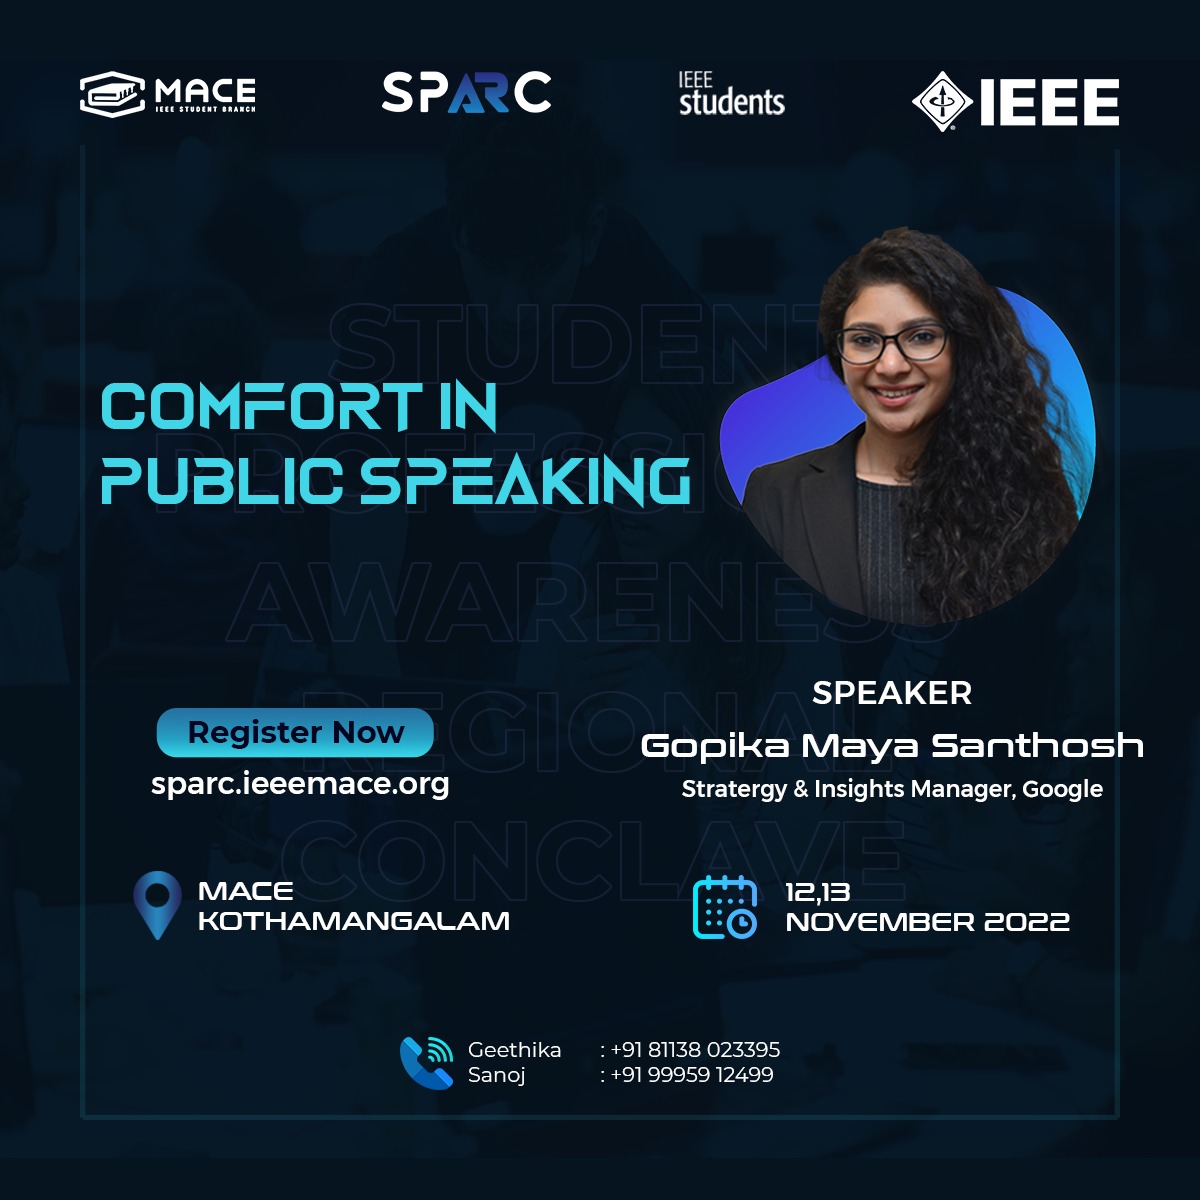 MACE
IEEE STUDENT BRANCH
SPARC
IEEE
students
IEEE
STUDENT
COMFORT IN
PROFESSIO
PUBLIC SPEAKING
AWARENESS
SPEAKER
REGIONAL
Register Now
Gopika Maya Santhosh
sparc.ieeemace.org
Stratergy & Insights Manager, Google
CONCLAVE
MACE
KOTHAMANGALAM
12,13
NOVEMBER 2022
Geethika : +91 81138 023395
Sanoj : +91 99959 12499